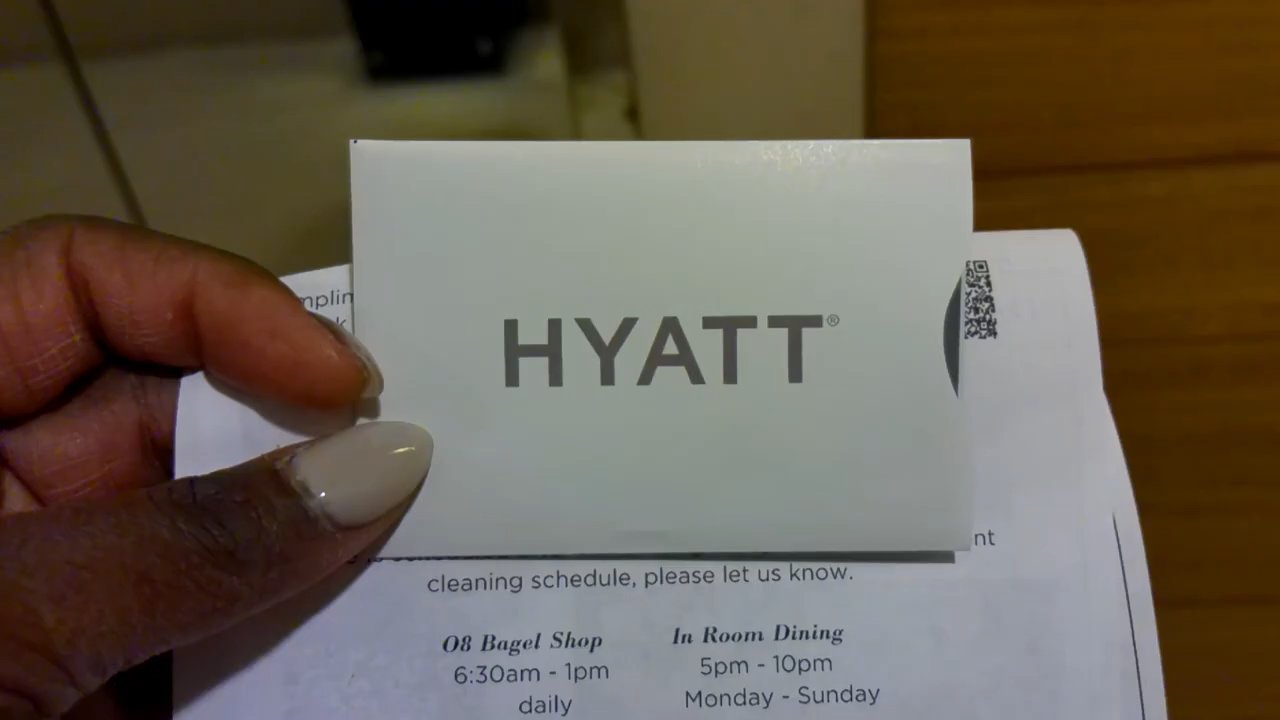 HYATT®
cleaning schedule, please let us know.
O8 Bagel Shop
6:30am - 1pm
daily
In Room Dining
5pm - 10pm
Monday - Sunday